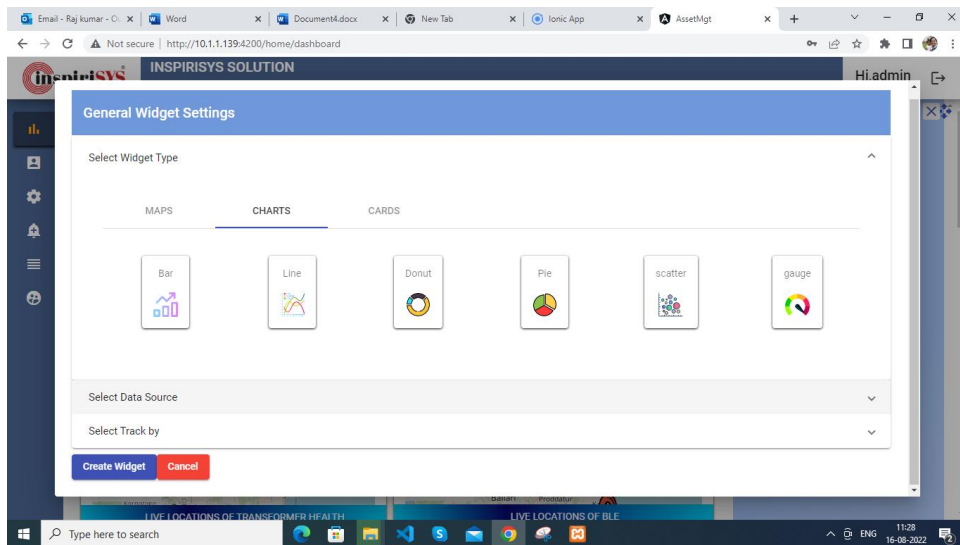 Email - Raj kumar - O
Word
Document4.docx
New Tab
Ionic App
AssetMgt
Not secure | http://10.1.1.139:4200/home/dashboard
inspiriSYS
INSPIRISYS SOLUTION
Hi,admin
General Widget Settings
Select Widget Type
MAPS CHARTS CARDS
Bar Line Donut Pie scatter gauge
Select Data Source
Select Track by
Create Widget Cancel
Ballari Proddatur
LIVE LOCATIONS OF TRANSFORMER HEALTH LIVE LOCATIONS OF BLE
Type here to search
ENG
11:28
16-08-2022
2